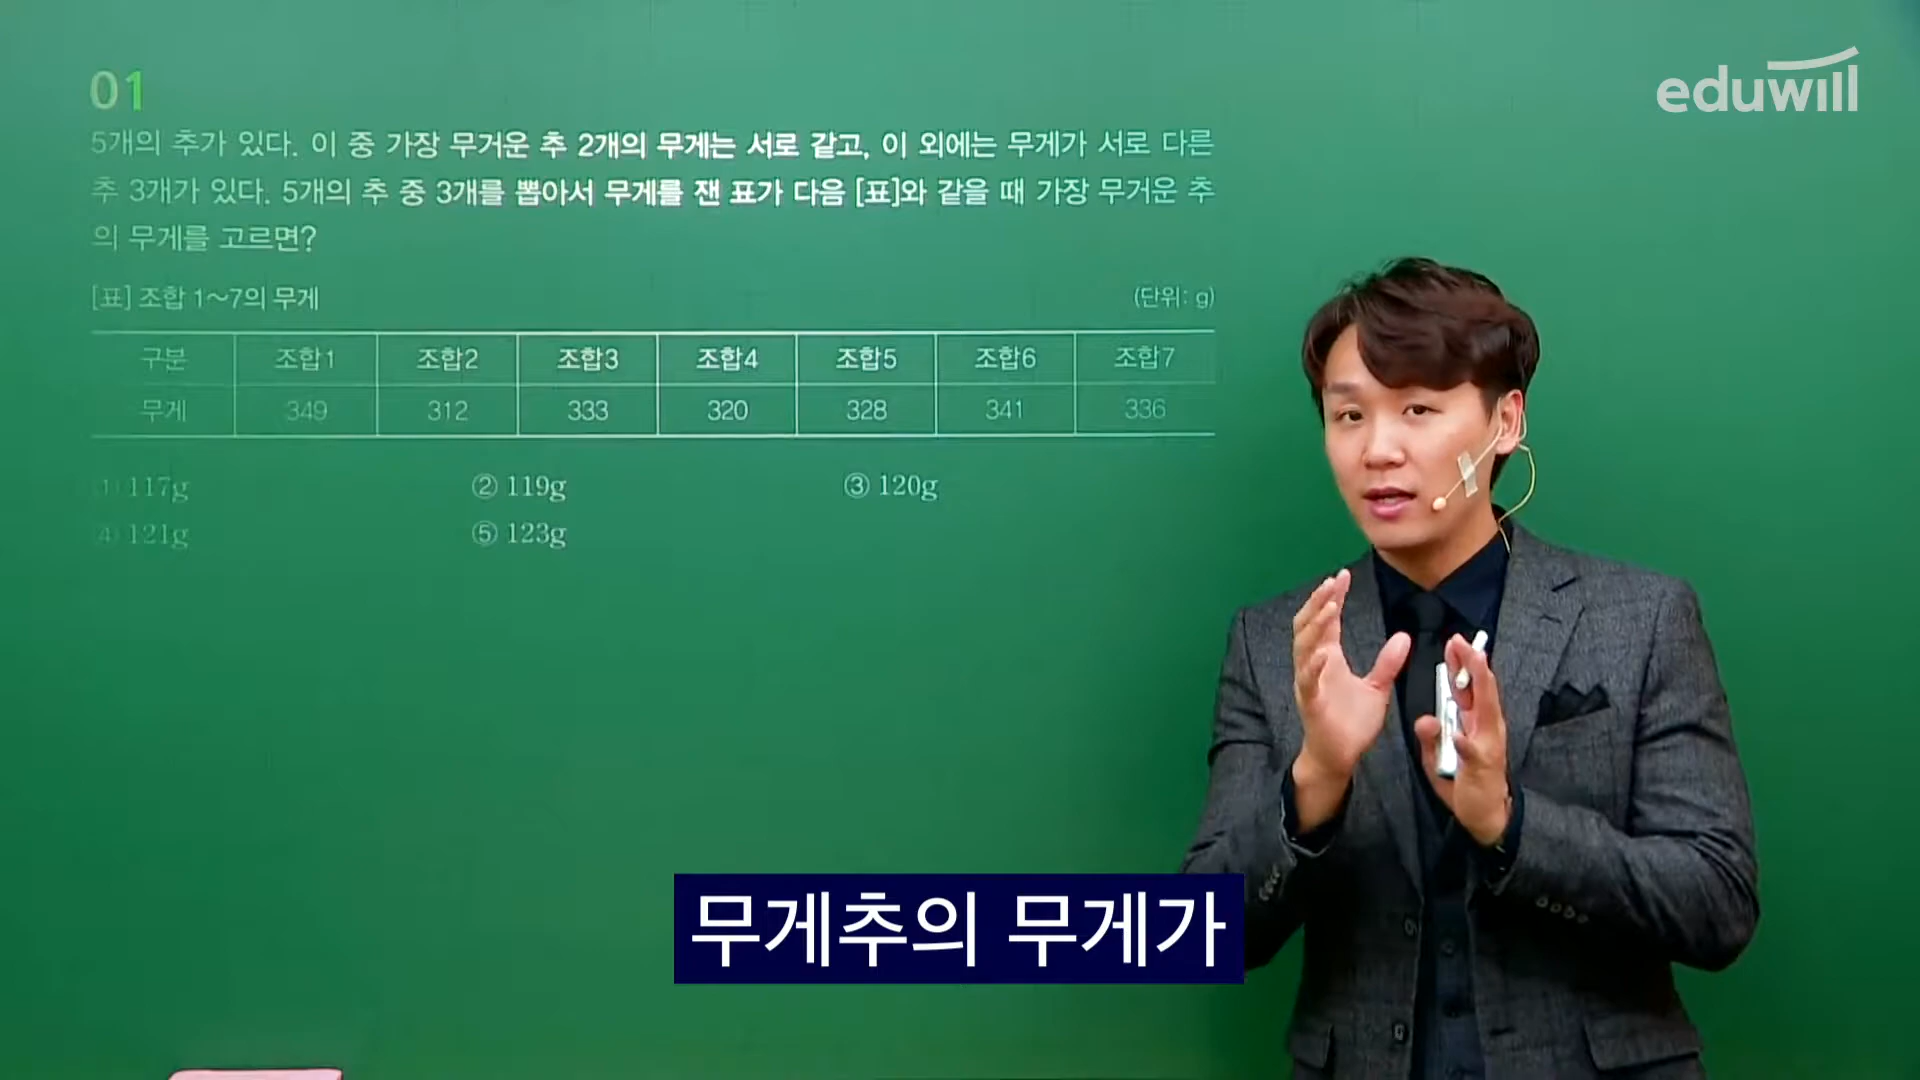 eduwill
01
5개의 추가 있다. 이 중 가장 무거운 추 2개의 무게는 서로 같고, 이 외에는 무게가 서로 다른
추 3개가 있다. 5개의 추 중 3개를 뽑아서 무게를 잰 표가 다음 [표]와 같을 때 가장 무거운 추
의 무게를 고르면?
[표] 조합 1~7의 무게 (단위: g)
구분 조합1 조합2 조합3 조합4 조합5 조합6 조합7
무게 349 312 333 320 328 341 336
① 117g ② 119g ③ 120g
④ 121g ⑤ 123g
무게추의 무게가